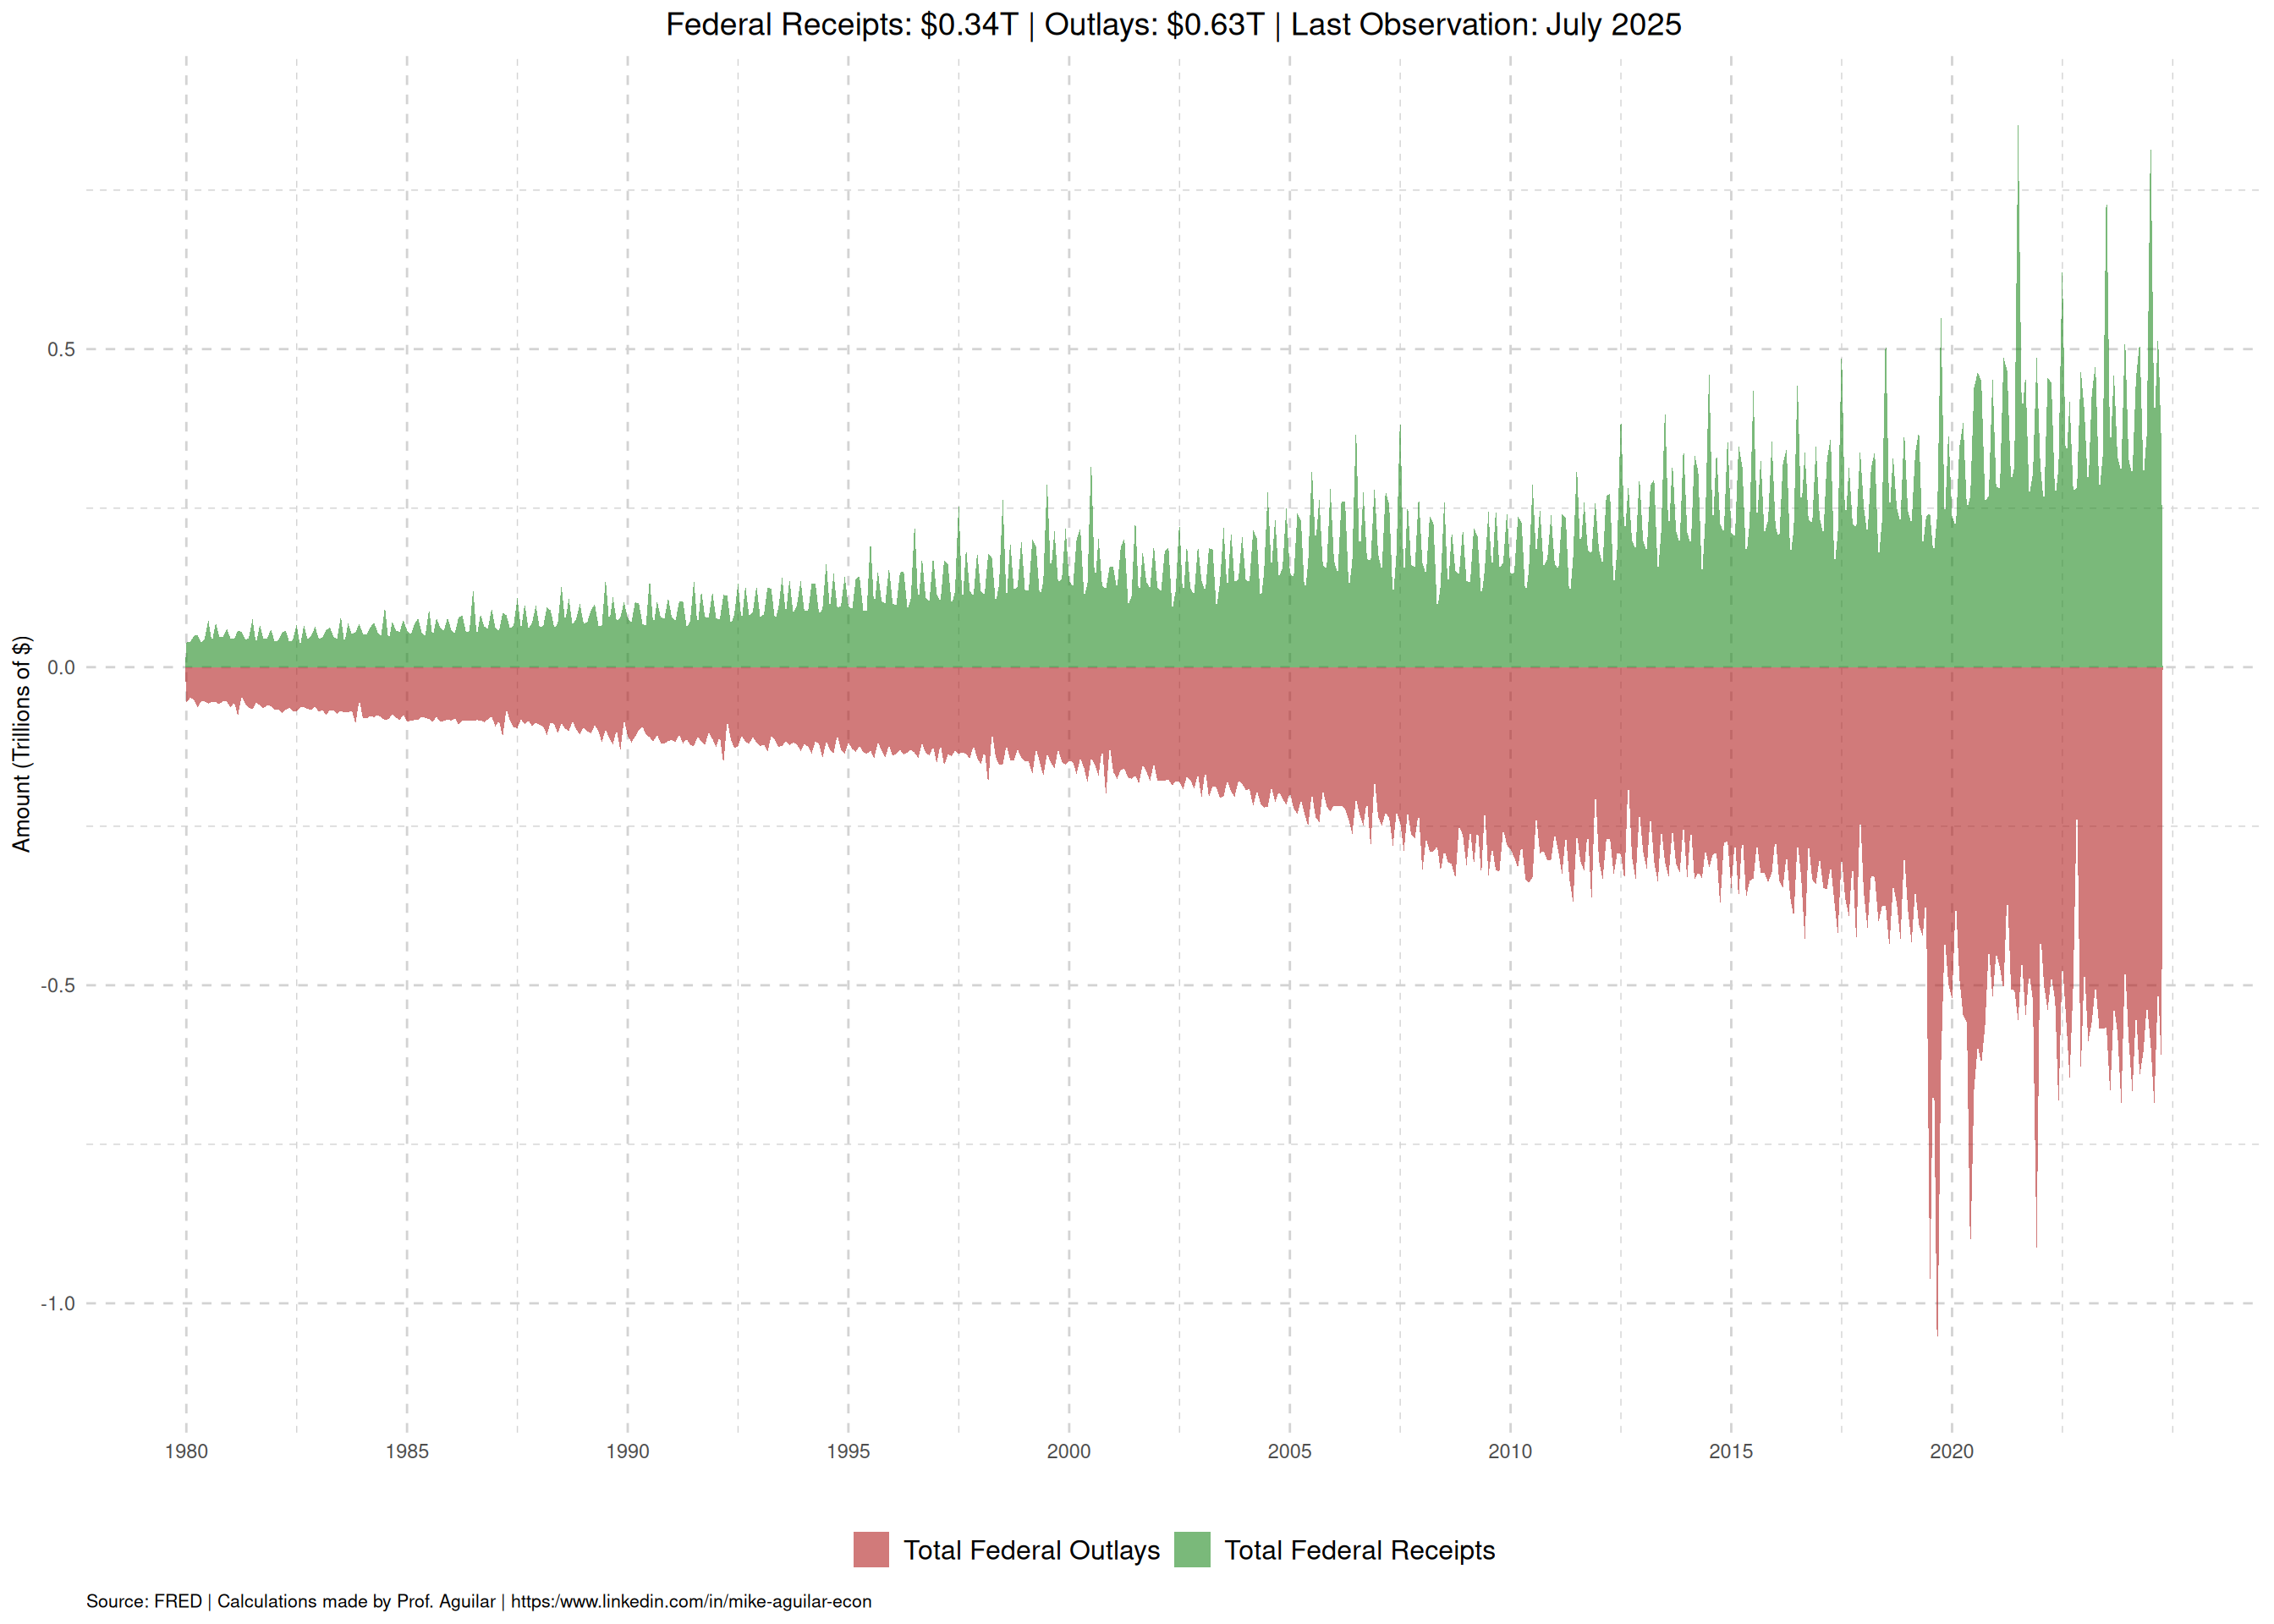 Federal Receipts: $0.34T | Outlays: $0.63T | Last Observation: July 2025
Amount (Trillions of $)
0.5
0.0
-0.5
-1.0
1980 1985 1990 1995 2000 2005 2010 2015 2020
Total Federal Outlays Total Federal Receipts
Source: FRED | Calculations made by Prof. Aguilar | https:/www.linkedin.com/in/mike-aguilar-econ